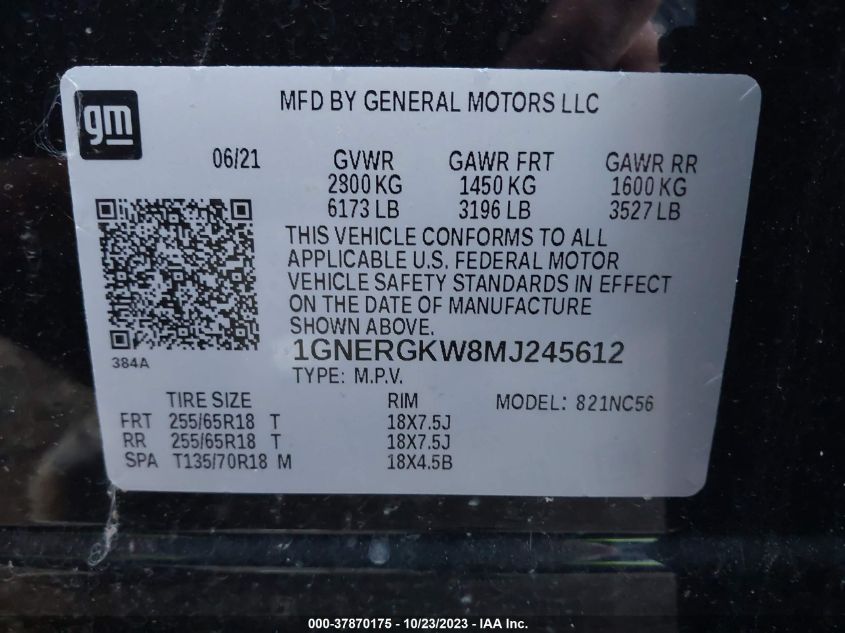 gm
MFD BY GENERAL MOTORS LLC
06/21 GVWR GAWR FRT GAWR RR
2800 KG 1450 KG 1600 KG
6173 LB 3196 LB 3527 LB
THIS VEHICLE CONFORMS TO ALL
APPLICABLE U.S. FEDERAL MOTOR
VEHICLE SAFETY STANDARDS IN EFFECT
ON THE DATE OF MANUFACTURE
SHOWN ABOVE.
384A
1GNERGKW8MJ245612
TYPE: M.P.V.
TIRE SIZE RIM MODEL: 821NC56
FRT 255/65R18 T 18X7.5J
RR 255/65R18 T 18X7.5J
SPA T135/70R18 M 18X4.5B
000-37870175 - 10/23/2023 - IAA Inc.